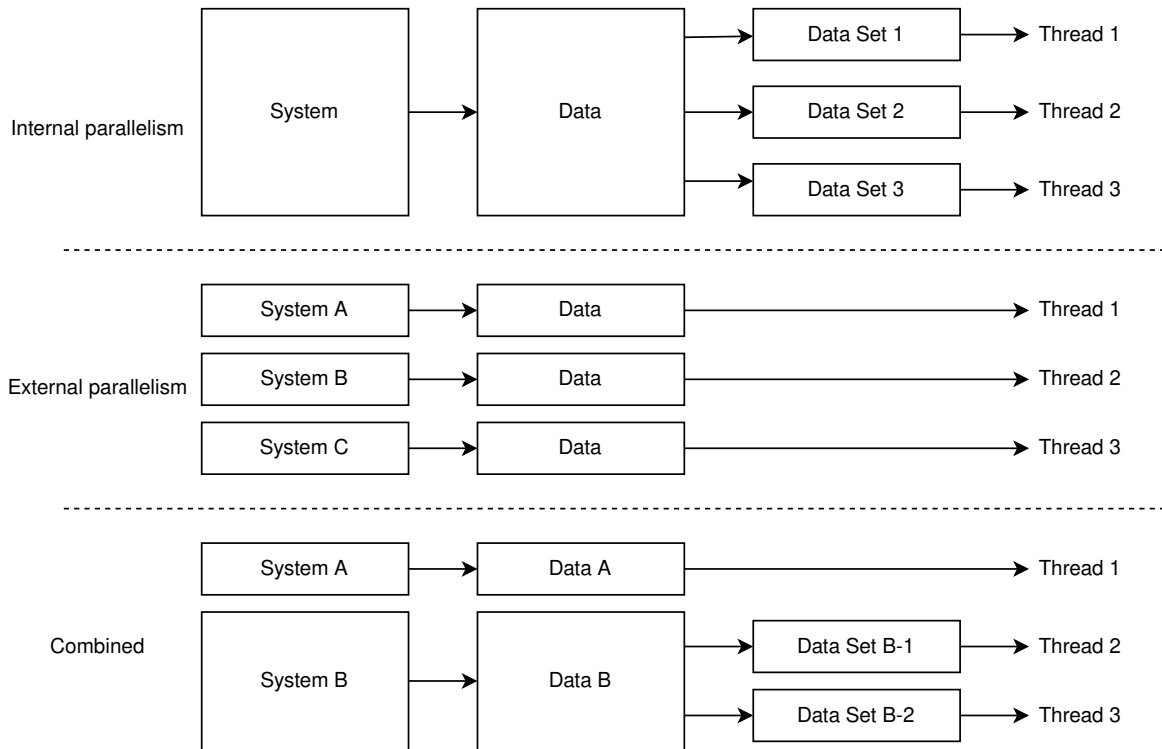 Internal parallelism
System
Data
Data Set 1
Thread 1
Data Set 2
Thread 2
Data Set 3
Thread 3
External parallelism
System A
Data
Thread 1
System B
Data
Thread 2
System C
Data
Thread 3
Combined
System A
Data A
Thread 1
System B
Data B
Data Set B-1
Thread 2
Data Set B-2
Thread 3